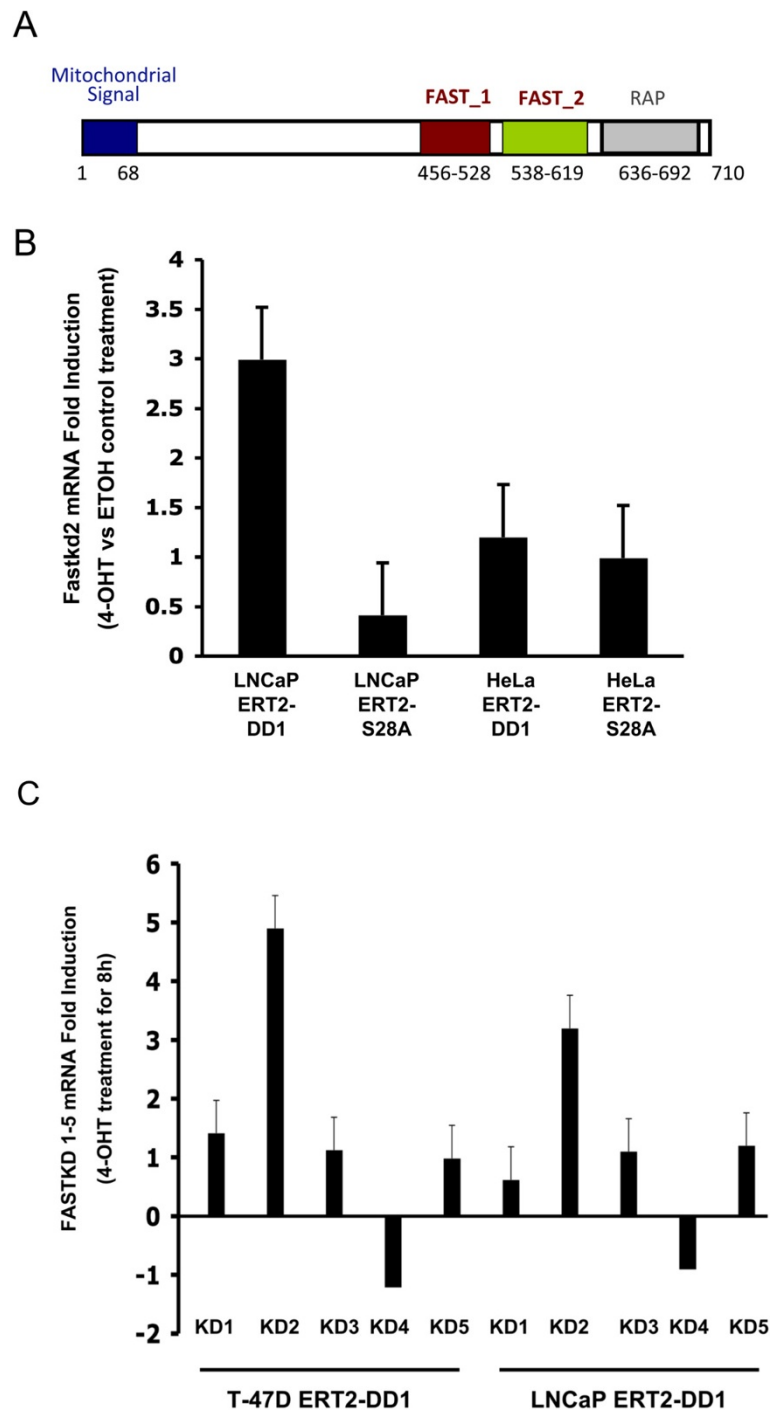 A
Mitochondrial
Signal
FAST_1
FAST_2
RAP
1
68
456-528
538-619
636-692
710
B
Fastkd2 mRNA Fold Induction
(4-OHT vs ETOH control treatment)
4
3.5
3
2.5
2
1.5
1
0.5
0
LNCaP
ERT2-
DD1
LNCaP
ERT2-
S28A
HeLa
ERT2-
DD1
HeLa
ERT2-
S28A
C
FASTKD 1-5 mRNA Fold Induction
(4-OHT treatment for 8h)
6
5
4
3
2
1
0
-1
-2
KD1
KD2
KD3
KD4
KD5
KD1
KD2
KD3
KD4
KD5
T-47D ERT2-DD1
LNCaP ERT2-DD1